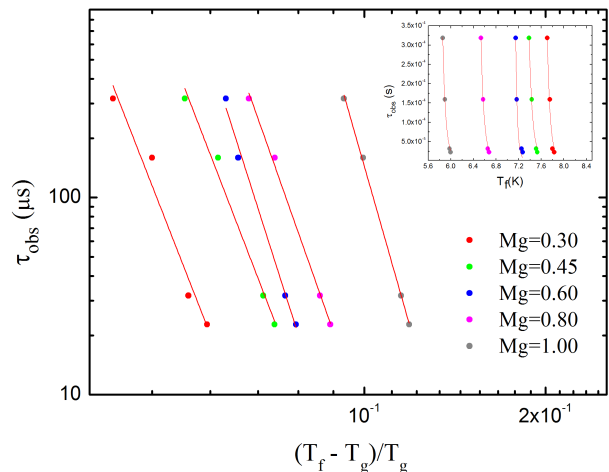 τobs (μs)
100
10
10⁻¹
2x10⁻¹
(Tf - Tg)/Tg
Mg=0.30
Mg=0.45
Mg=0.60
Mg=0.80
Mg=1.00
τobs (s)
3.5x10⁻⁴
3.0x10⁻⁴
2.5x10⁻⁴
2.0x10⁻⁴
1.5x10⁻⁴
1.0x10⁻⁴
5.0x10⁻⁵
5.6 6.0 6.4 6.8 7.2 7.6 8.0 8.4
Tf(K)